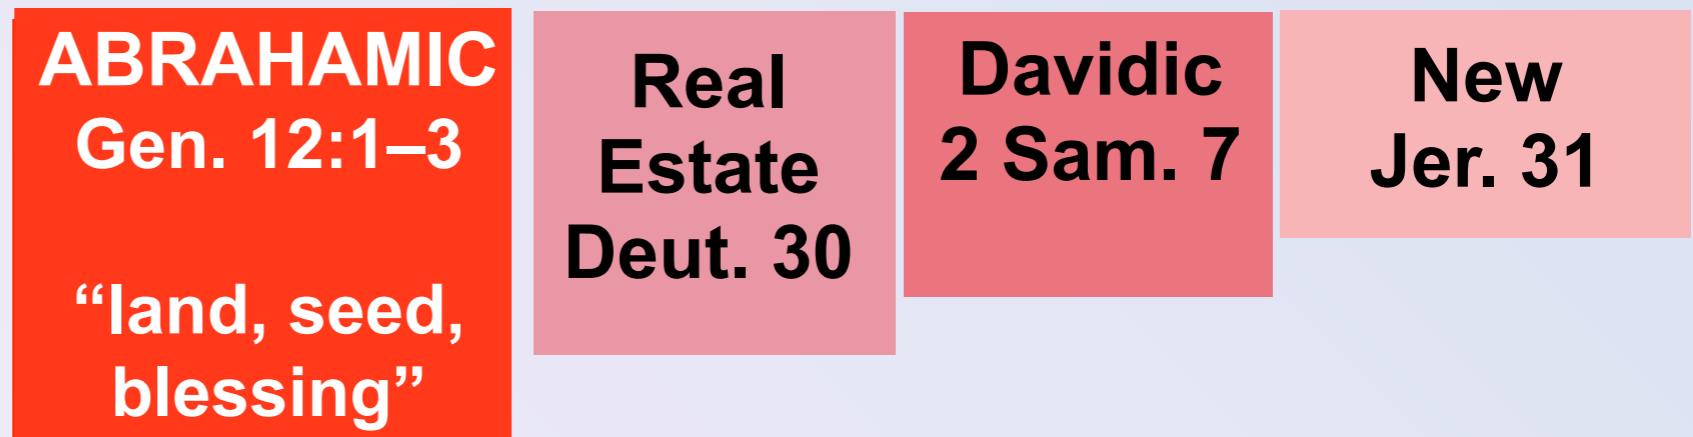 ABRAHAMIC
Gen. 12:1–3
“land, seed,
blessing”
Real
Estate
Deut. 30
Davidic
2 Sam. 7
New
Jer. 31